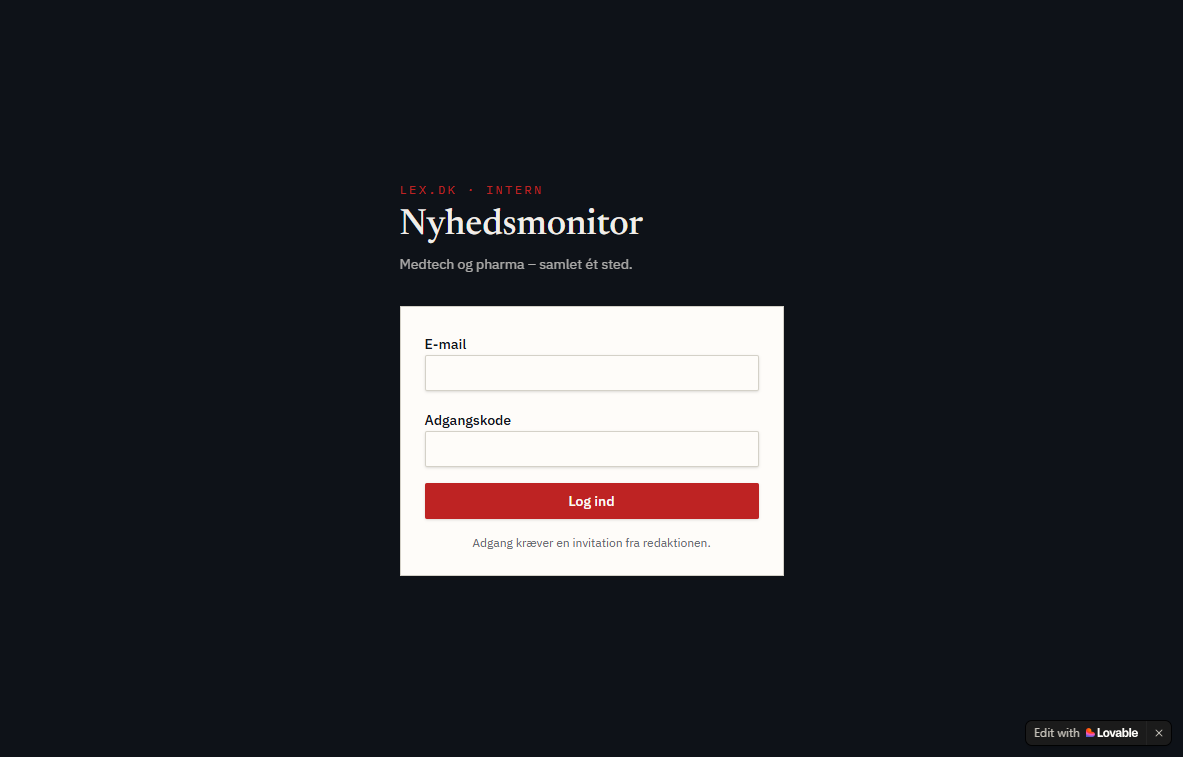 LEX.DK · INTERN
Nyhedsmonitor
Medtech og pharma – samlet ét sted.
E-mail
Adgangskode
Log ind
Adgang kræver en invitation fra redaktionen.
Edit with Lovable ×